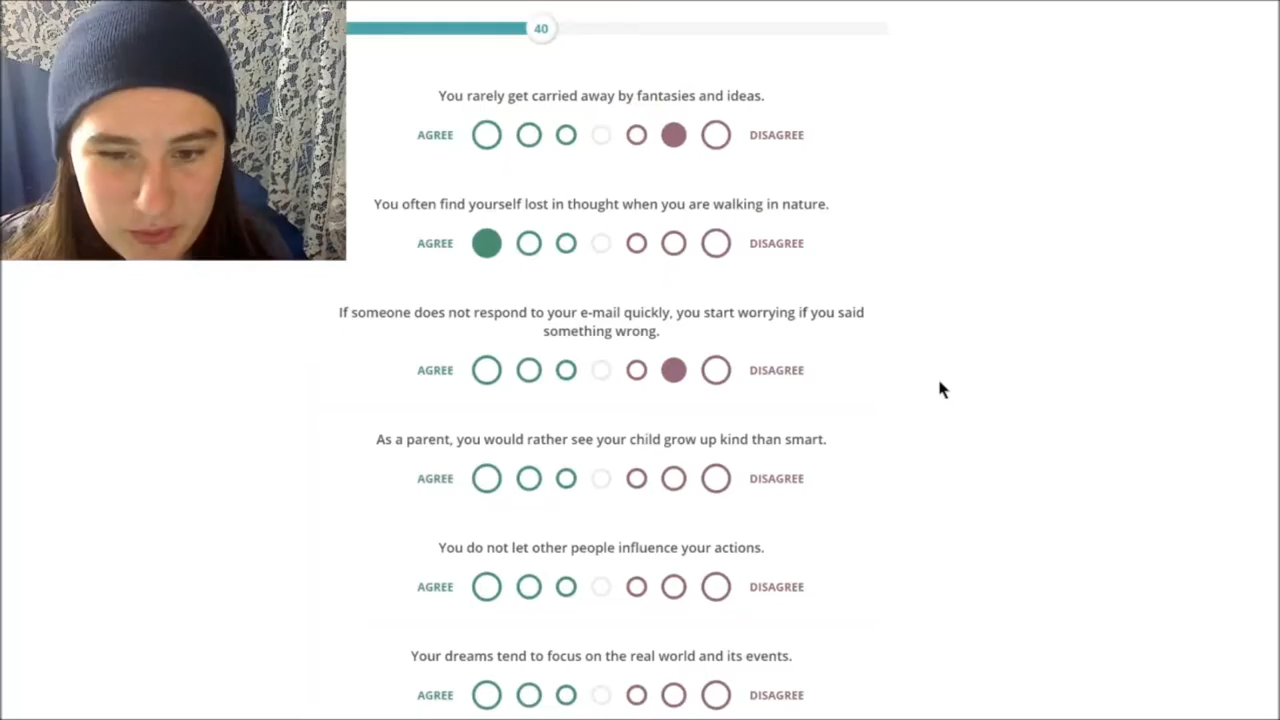 40
You rarely get carried away by fantasies and ideas.
AGREE DISAGREE
You often find yourself lost in thought when you are walking in nature.
AGREE DISAGREE
If someone does not respond to your e-mail quickly, you start worrying if you said
something wrong.
AGREE DISAGREE
As a parent, you would rather see your child grow up kind than smart.
AGREE DISAGREE
You do not let other people influence your actions.
AGREE DISAGREE
Your dreams tend to focus on the real world and its events.
AGREE DISAGREE